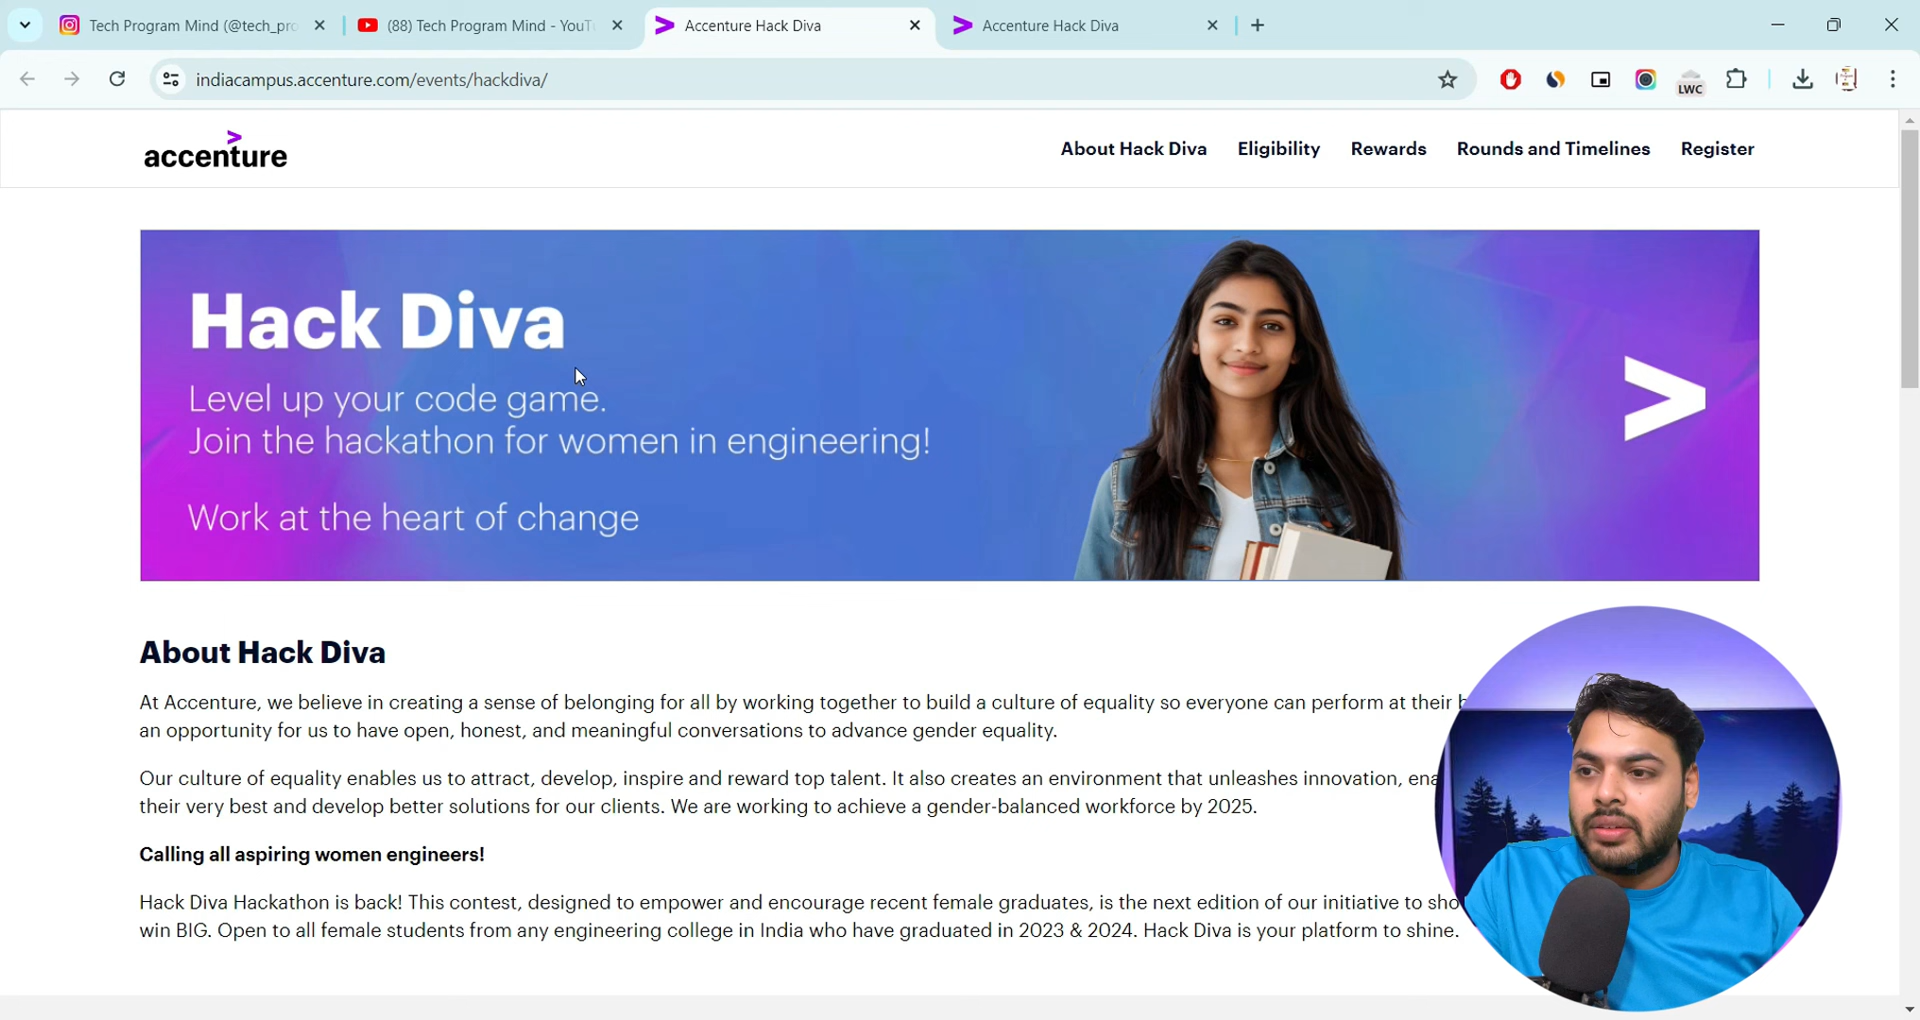 Tech Program Mind (@tech_pro
(88) Tech Program Mind - YouTu
Accenture Hack Diva
Accenture Hack Diva
indiacampus.accenture.com/events/hackdiva/
LWC
accenture
About Hack Diva
Eligibility
Rewards
Rounds and Timelines
Register
Hack Diva
Level up your code game.
Join the hackathon for women in engineering!
Work at the heart of change
About Hack Diva
At Accenture, we believe in creating a sense of belonging for all by working together to build a culture of equality so everyone can perform at their
an opportunity for us to have open, honest, and meaningful conversations to advance gender equality.
Our culture of equality enables us to attract, develop, inspire and reward top talent. It also creates an environment that unleashes innovation, ena
their very best and develop better solutions for our clients. We are working to achieve a gender-balanced workforce by 2025.
Calling all aspiring women engineers!
Hack Diva Hackathon is back! This contest, designed to empower and encourage recent female graduates, is the next edition of our initiative to sho
win BIG. Open to all female students from any engineering college in India who have graduated in 2023 & 2024. Hack Diva is your platform to shine.